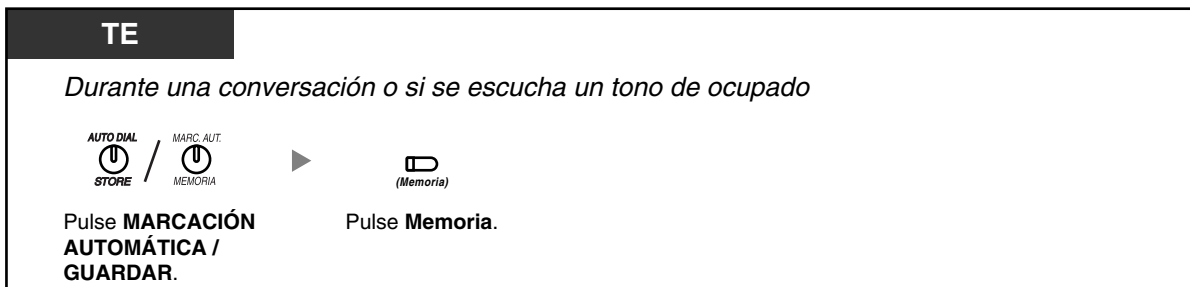 TE
Durante una conversación o si se escucha un tono de ocupado
AUTO DIAL MARC. AUT.
/
STORE MEMORIA
(Memoria)
Pulse MARCACIÓN Pulse Memoria.
AUTOMÁTICA /
GUARDAR.